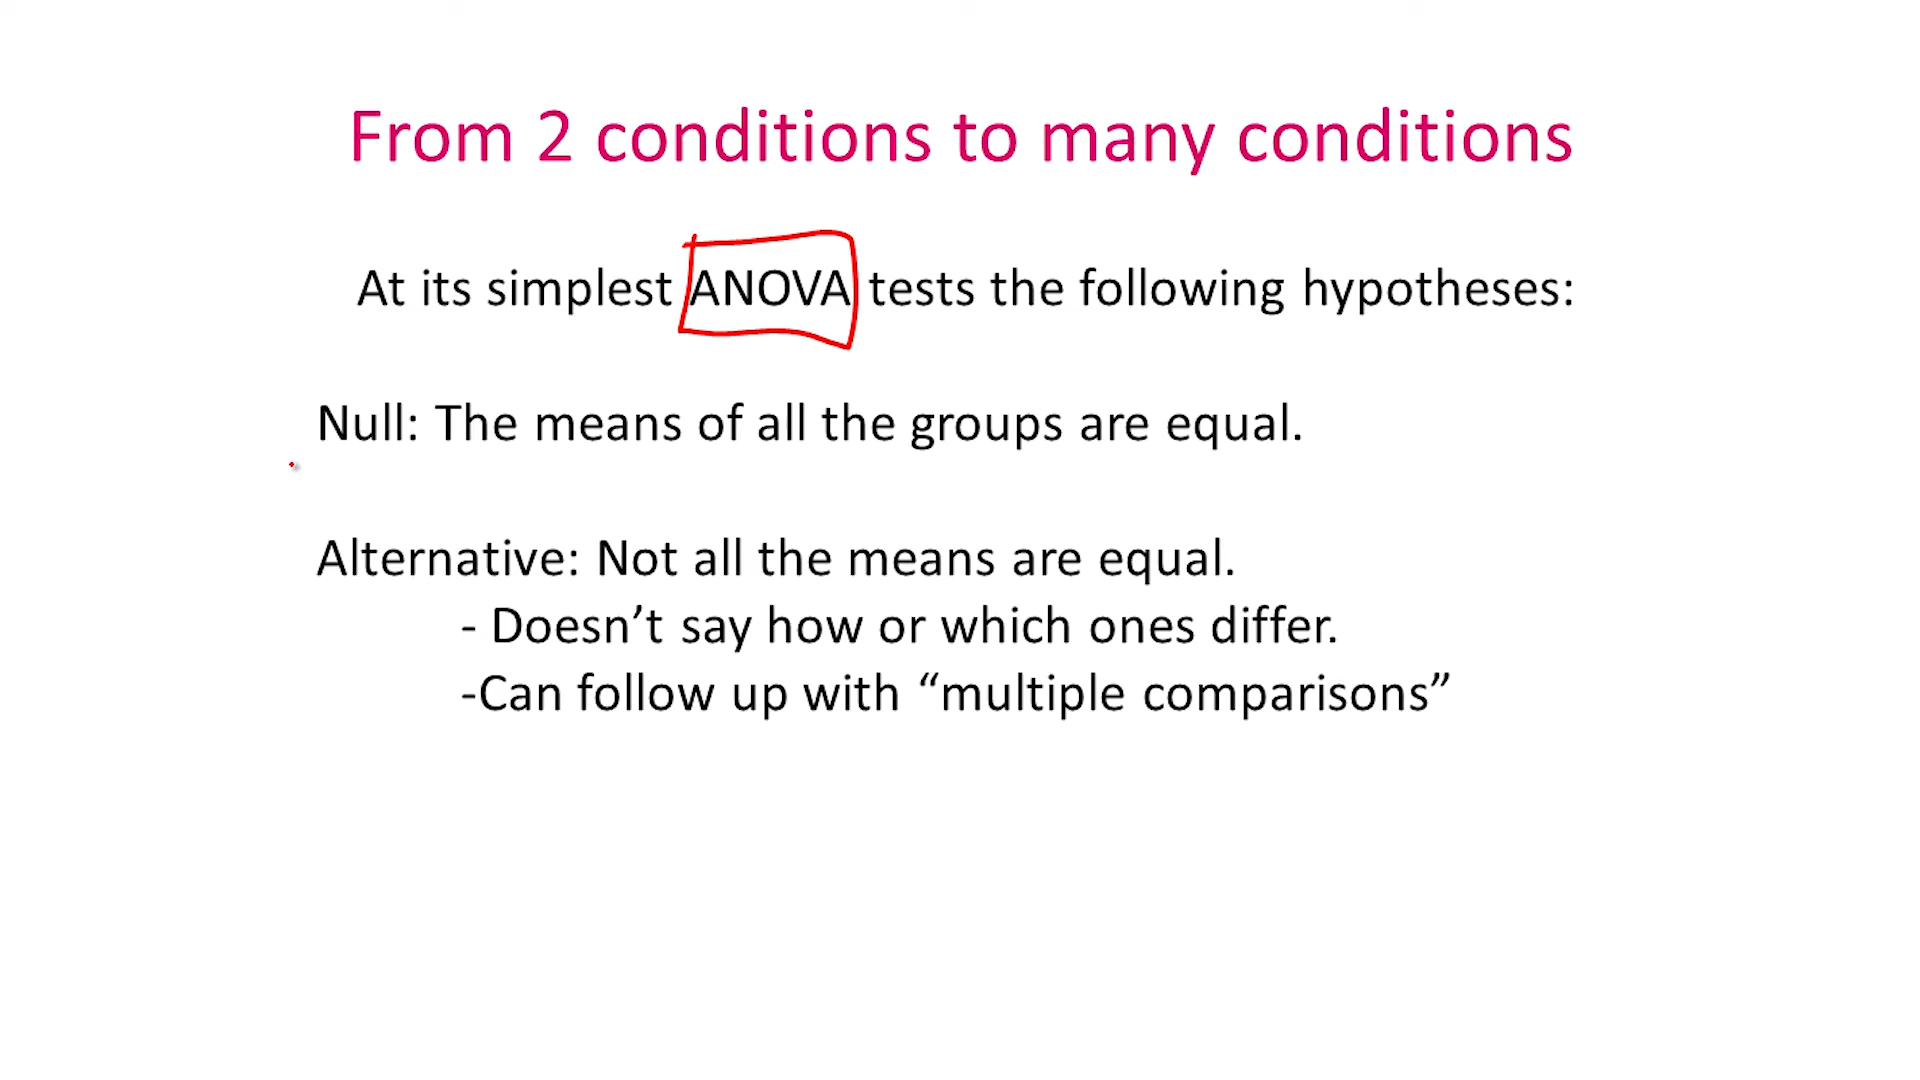 From 2 conditions to many conditions
At its simplest ANOVA tests the following hypotheses:
Null: The means of all the groups are equal.
Alternative: Not all the means are equal.
- Doesn’t say how or which ones differ.
-Can follow up with “multiple comparisons”